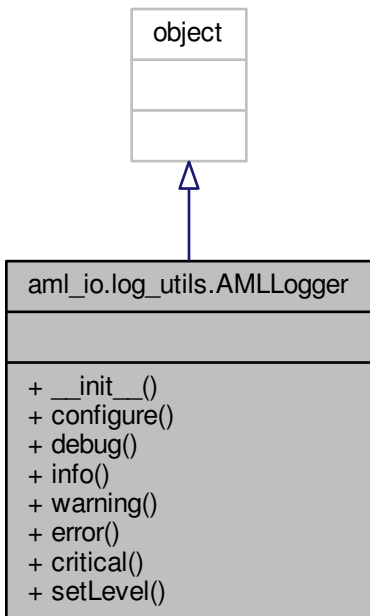 object
aml_io.log_utils.AMLLogger
+ __init__()
+ configure()
+ debug()
+ info()
+ warning()
+ error()
+ critical()
+ setLevel()